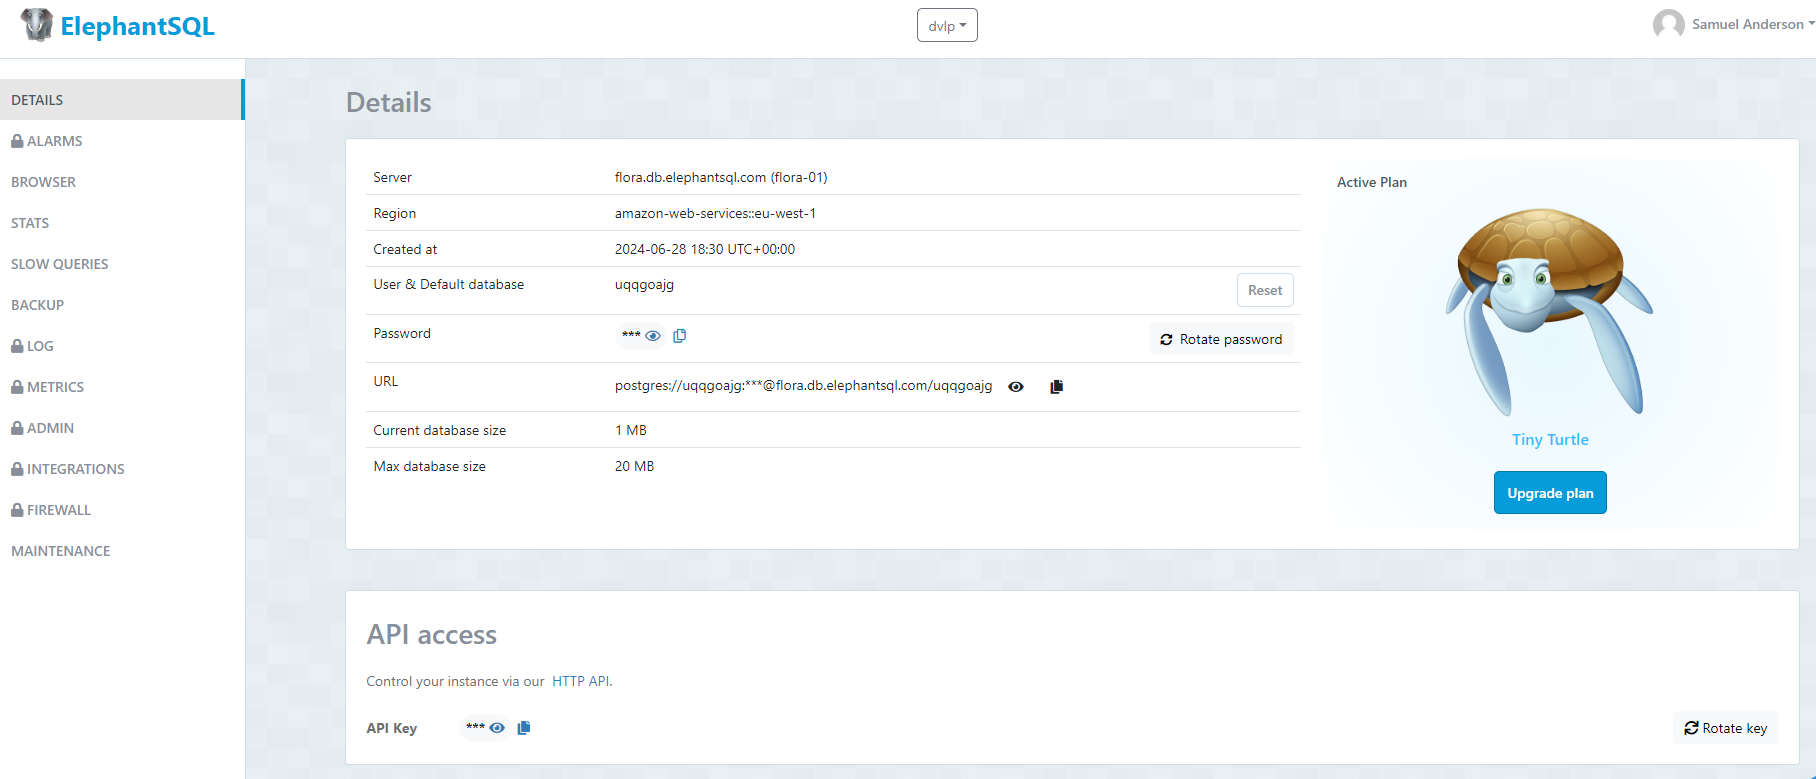 ElephantSQL
dvlp
Samuel Anderson
DETAILS
ALARMS
BROWSER
STATS
SLOW QUERIES
BACKUP
LOG
METRICS
ADMIN
INTEGRATIONS
FIREWALL
MAINTENANCE
Details
Server flora.db.elephantsql.com (flora-01)
Region amazon-web-services::eu-west-1
Created at 2024-06-28 18:30 UTC+00:00
User & Default database uqqgoajg Reset
Password *** Rotate password
URL postgres://uqqgoajg:***@flora.db.elephantsql.com/uqqgoajg
Current database size 1 MB
Max database size 20 MB
Active Plan
Tiny Turtle
Upgrade plan
API access
Control your instance via our HTTP API.
API Key *** Rotate key